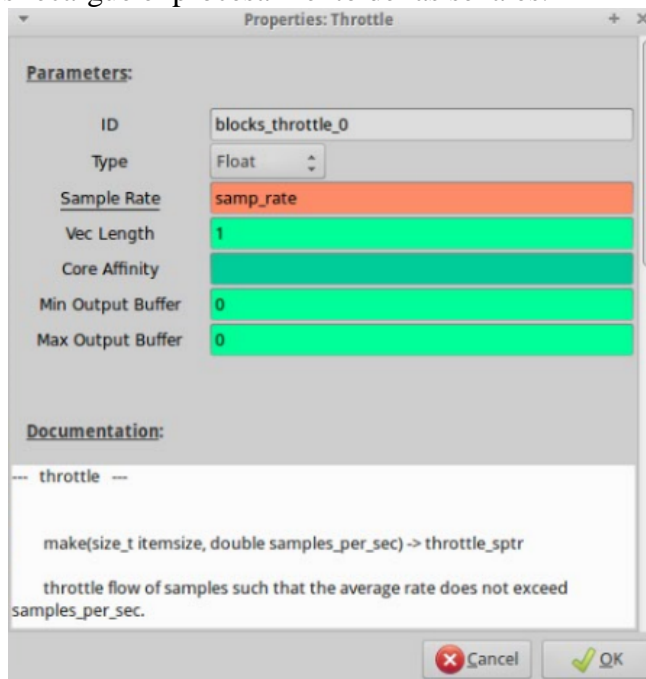 Properties: Throttle
Parameters:
ID
blocks_throttle_0
Type
Float
Sample Rate
samp_rate
Vec Length
1
Core Affinity
Min Output Buffer
0
Max Output Buffer
0
Documentation:
--- throttle ---
make(size_t itemsize, double samples_per_sec) -> throttle_sptr
throttle flow of samples such that the average rate does not exceed
samples_per_sec.
Cancel
OK